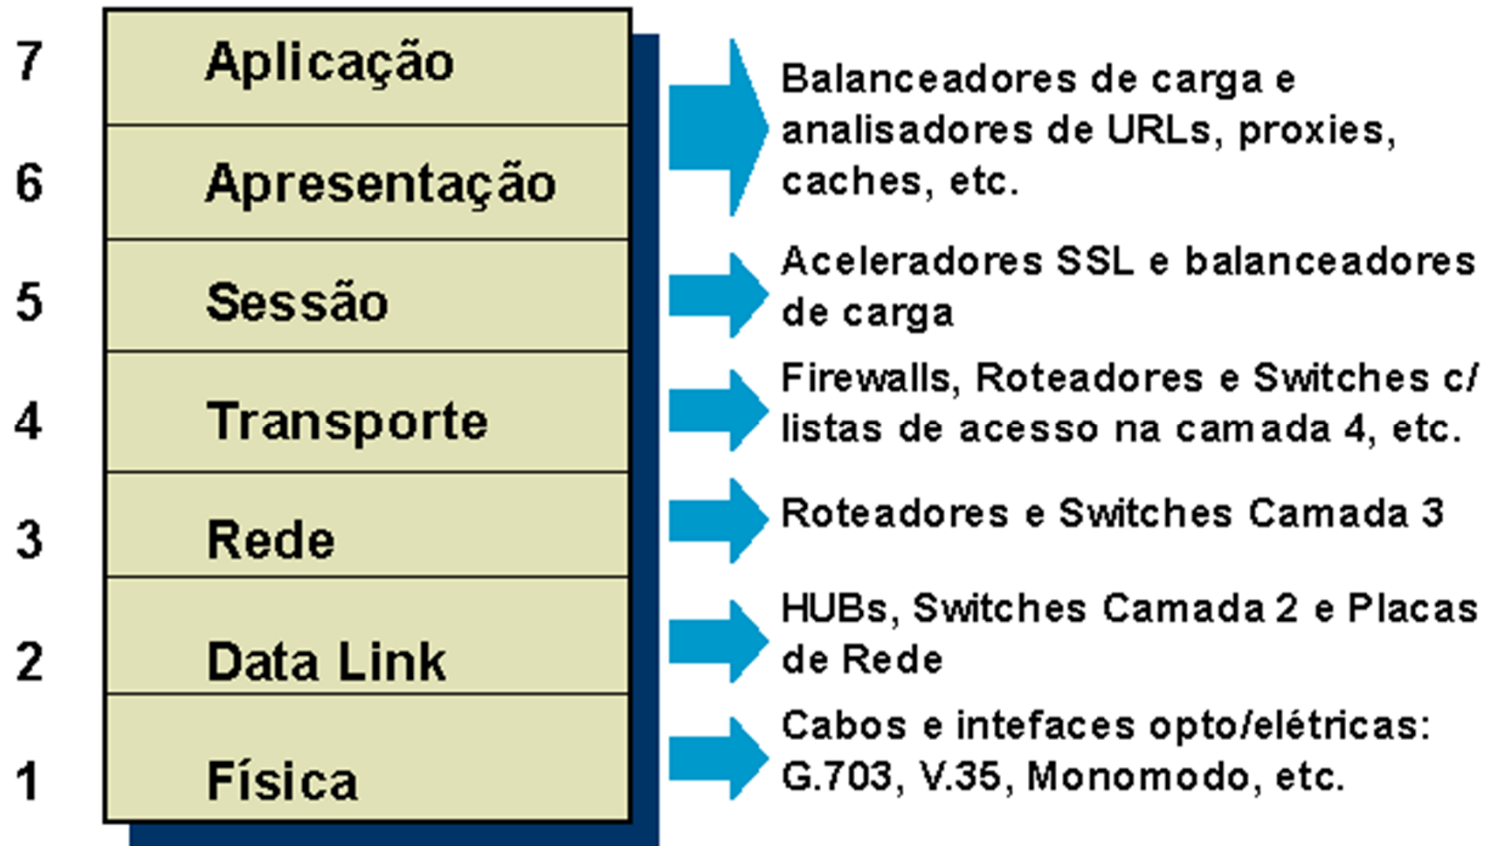 7 Aplicação
Balanceadores de carga e
analisadores de URLs, proxies,
caches, etc.
6 Apresentação
5 Sessão
Aceleradores SSL e balanceadores
de carga
4 Transporte
Firewalls, Roteadores e Switches c/
listas de acesso na camada 4, etc.
3 Rede
Roteadores e Switches Camada 3
2 Data Link
HUBs, Switches Camada 2 e Placas
de Rede
1 Física
Cabos e intefaces opto/elétricas:
G.703, V.35, Monomodo, etc.